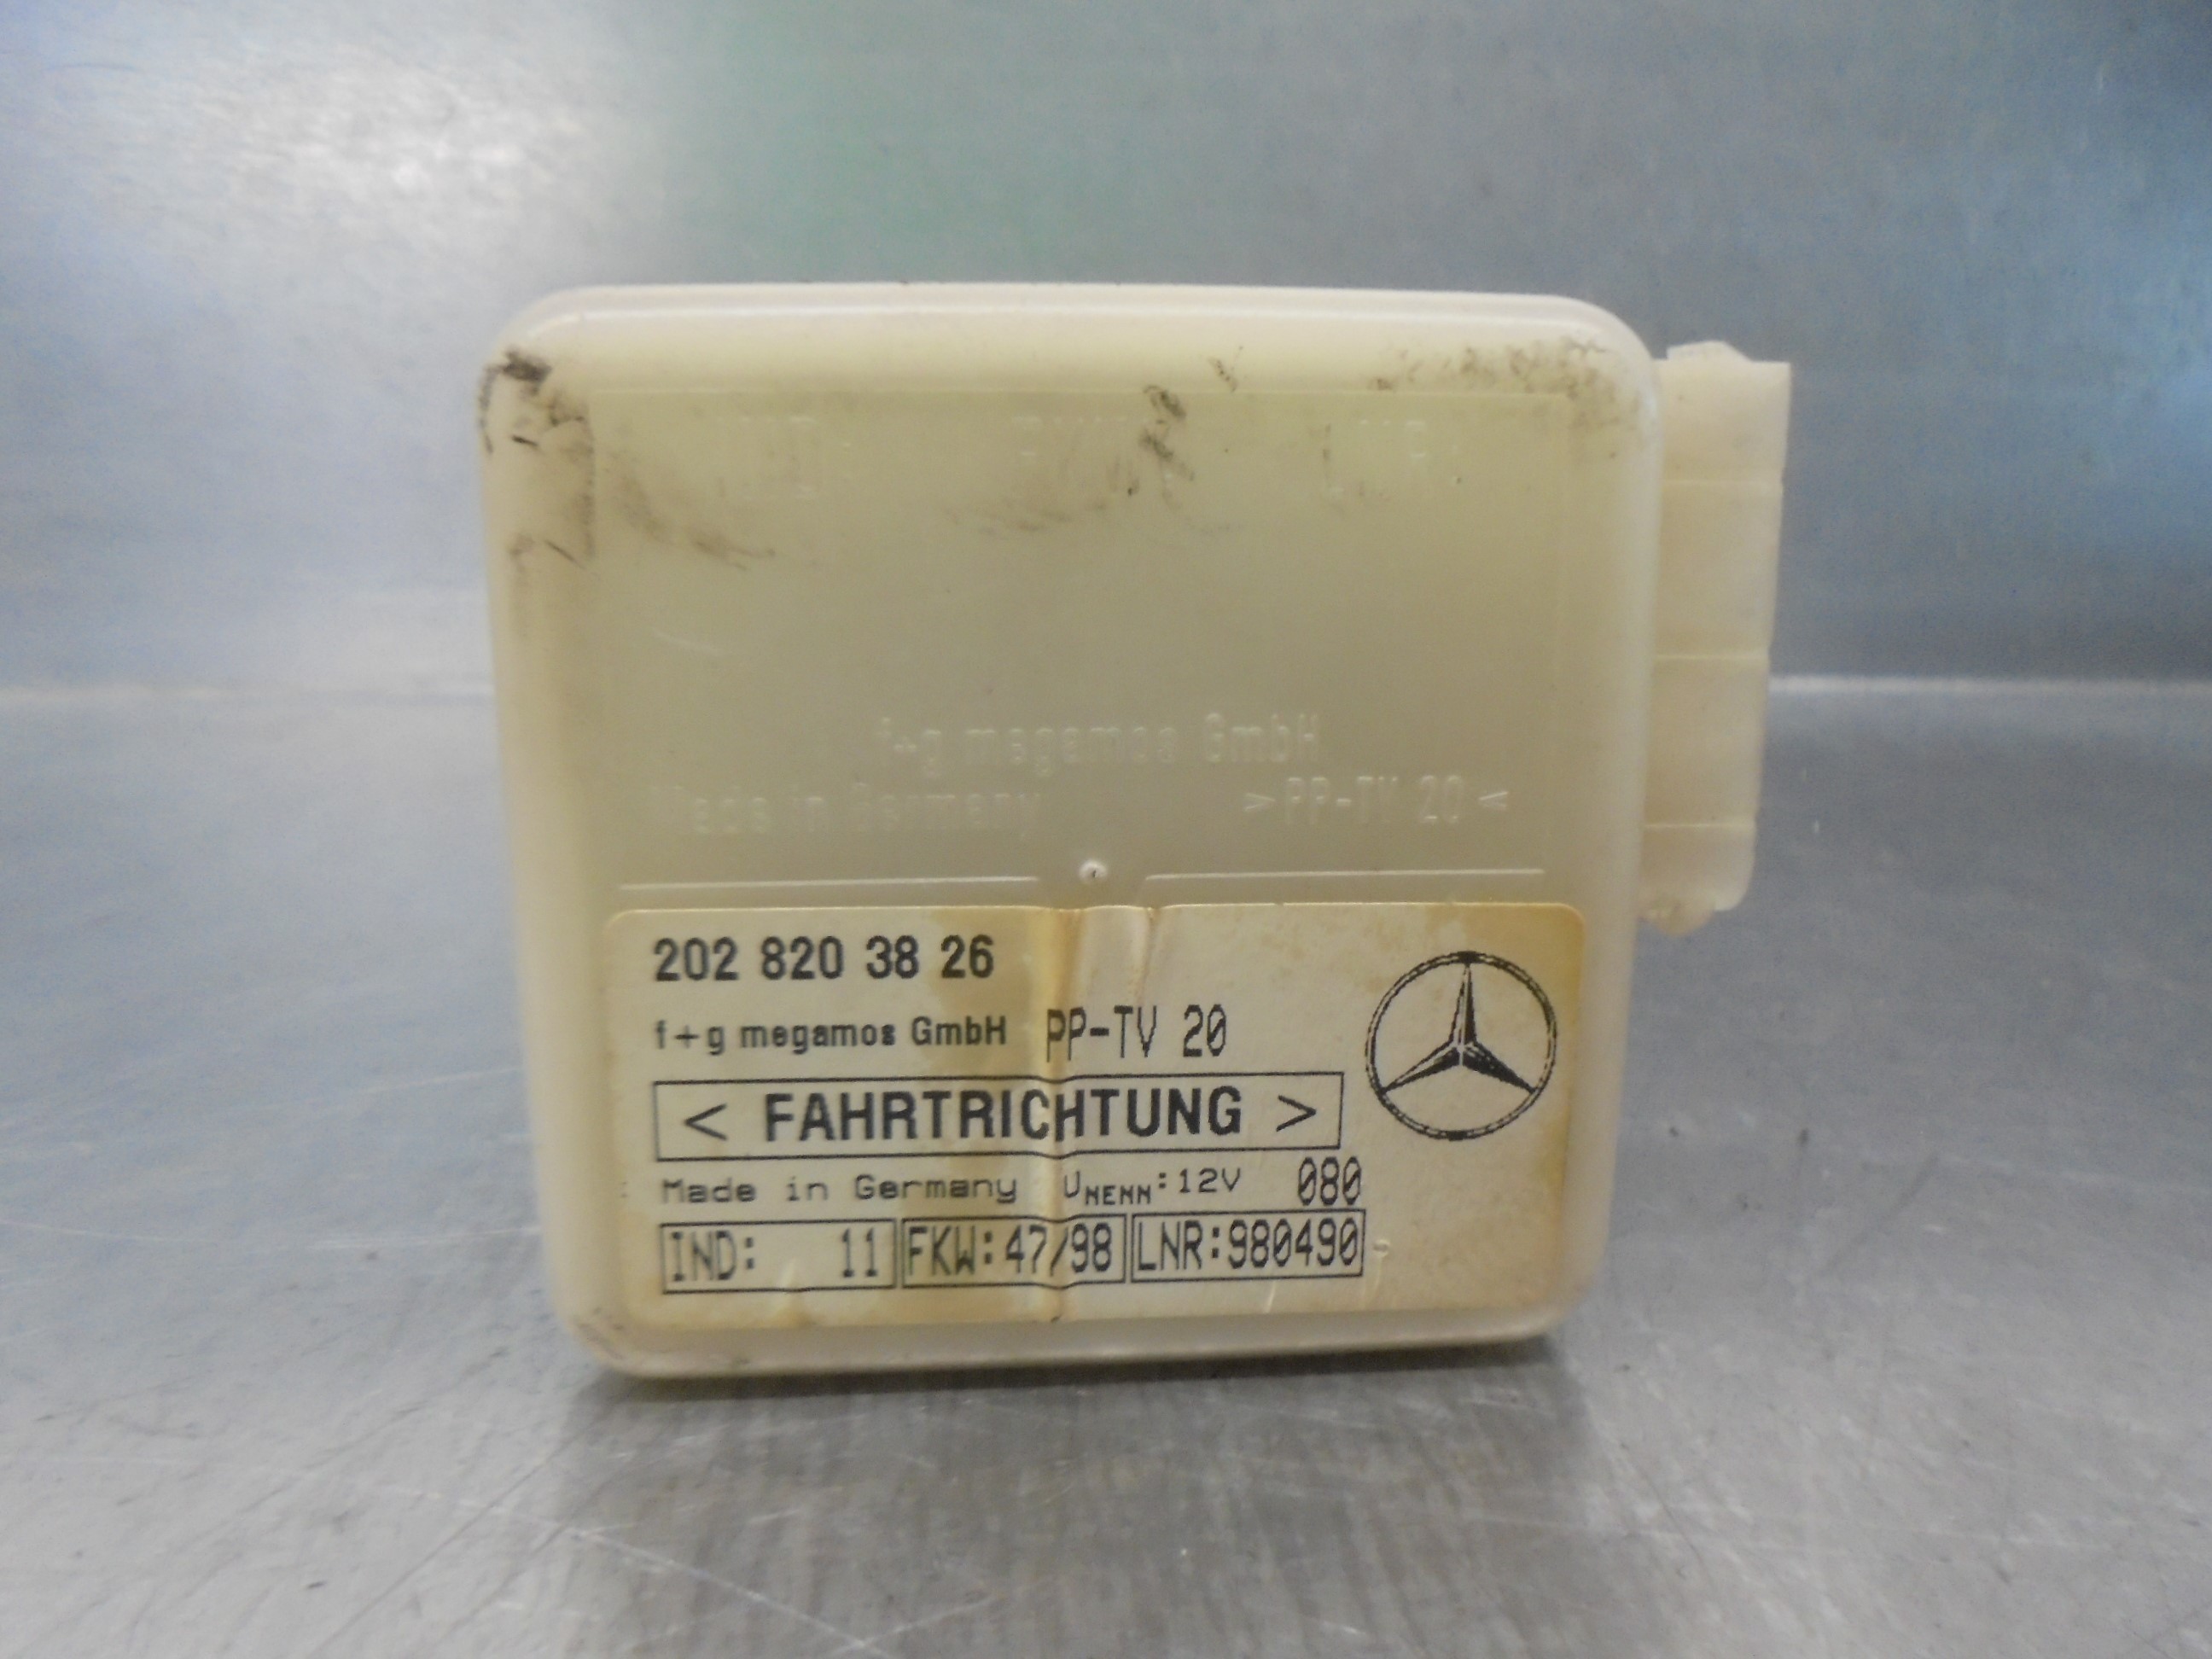 f+g megamos GmbH
Made in Germany >PP-TV 20<
202 820 38 26
f+g megamos GmbH PP-TV 20
< FAHRTRICHTUNG >
Made in Germany UNENN:12V 080
IND: 11 FKW:47/98 LNR:980490